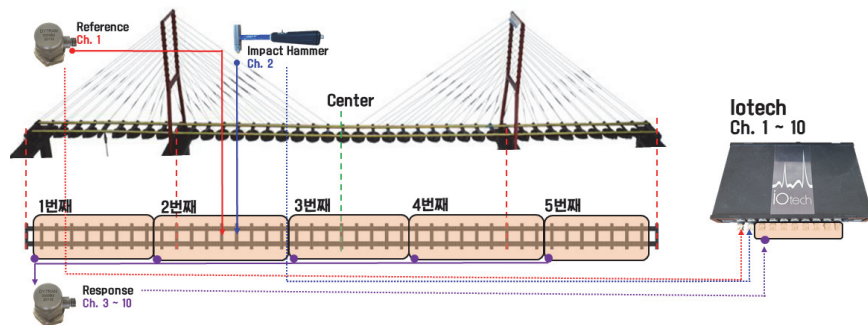 Reference
Ch. 1
Impact Hammer
Ch. 2
Center
Iotech
Ch. 1 ~ 10
iOtech
1번째
2번째
3번째
4번째
5번째
Response
Ch. 3 ~ 10